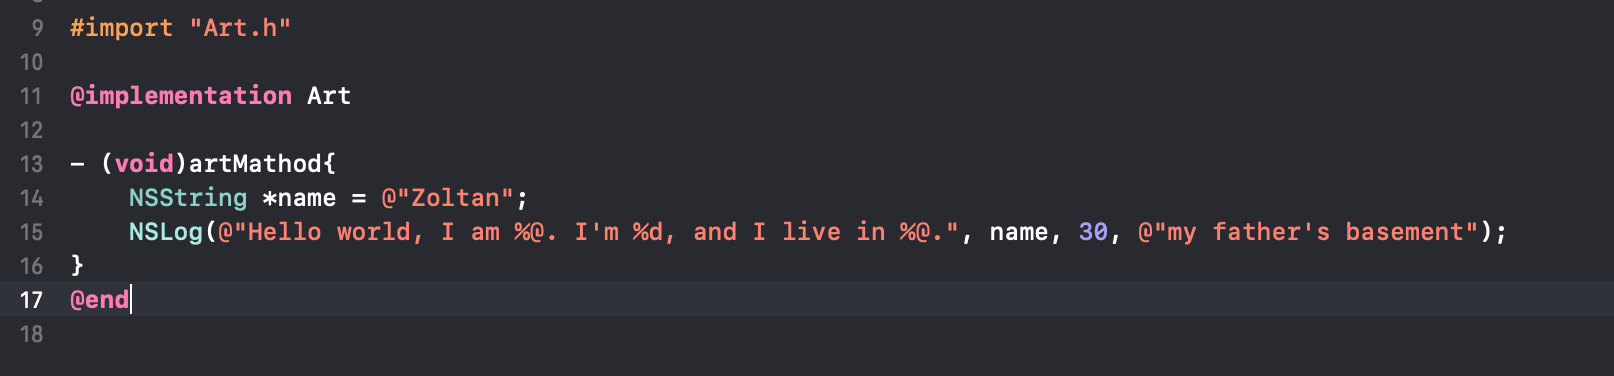 9 #import "Art.h"
10
11 @implementation Art
12
13 - (void)artMathod{
14     NSString *name = @"Zoltan";
15     NSLog(@"Hello world, I am %@. I'm %d, and I live in %@.", name, 30, @"my father's basement");
16 }
17 @end
18